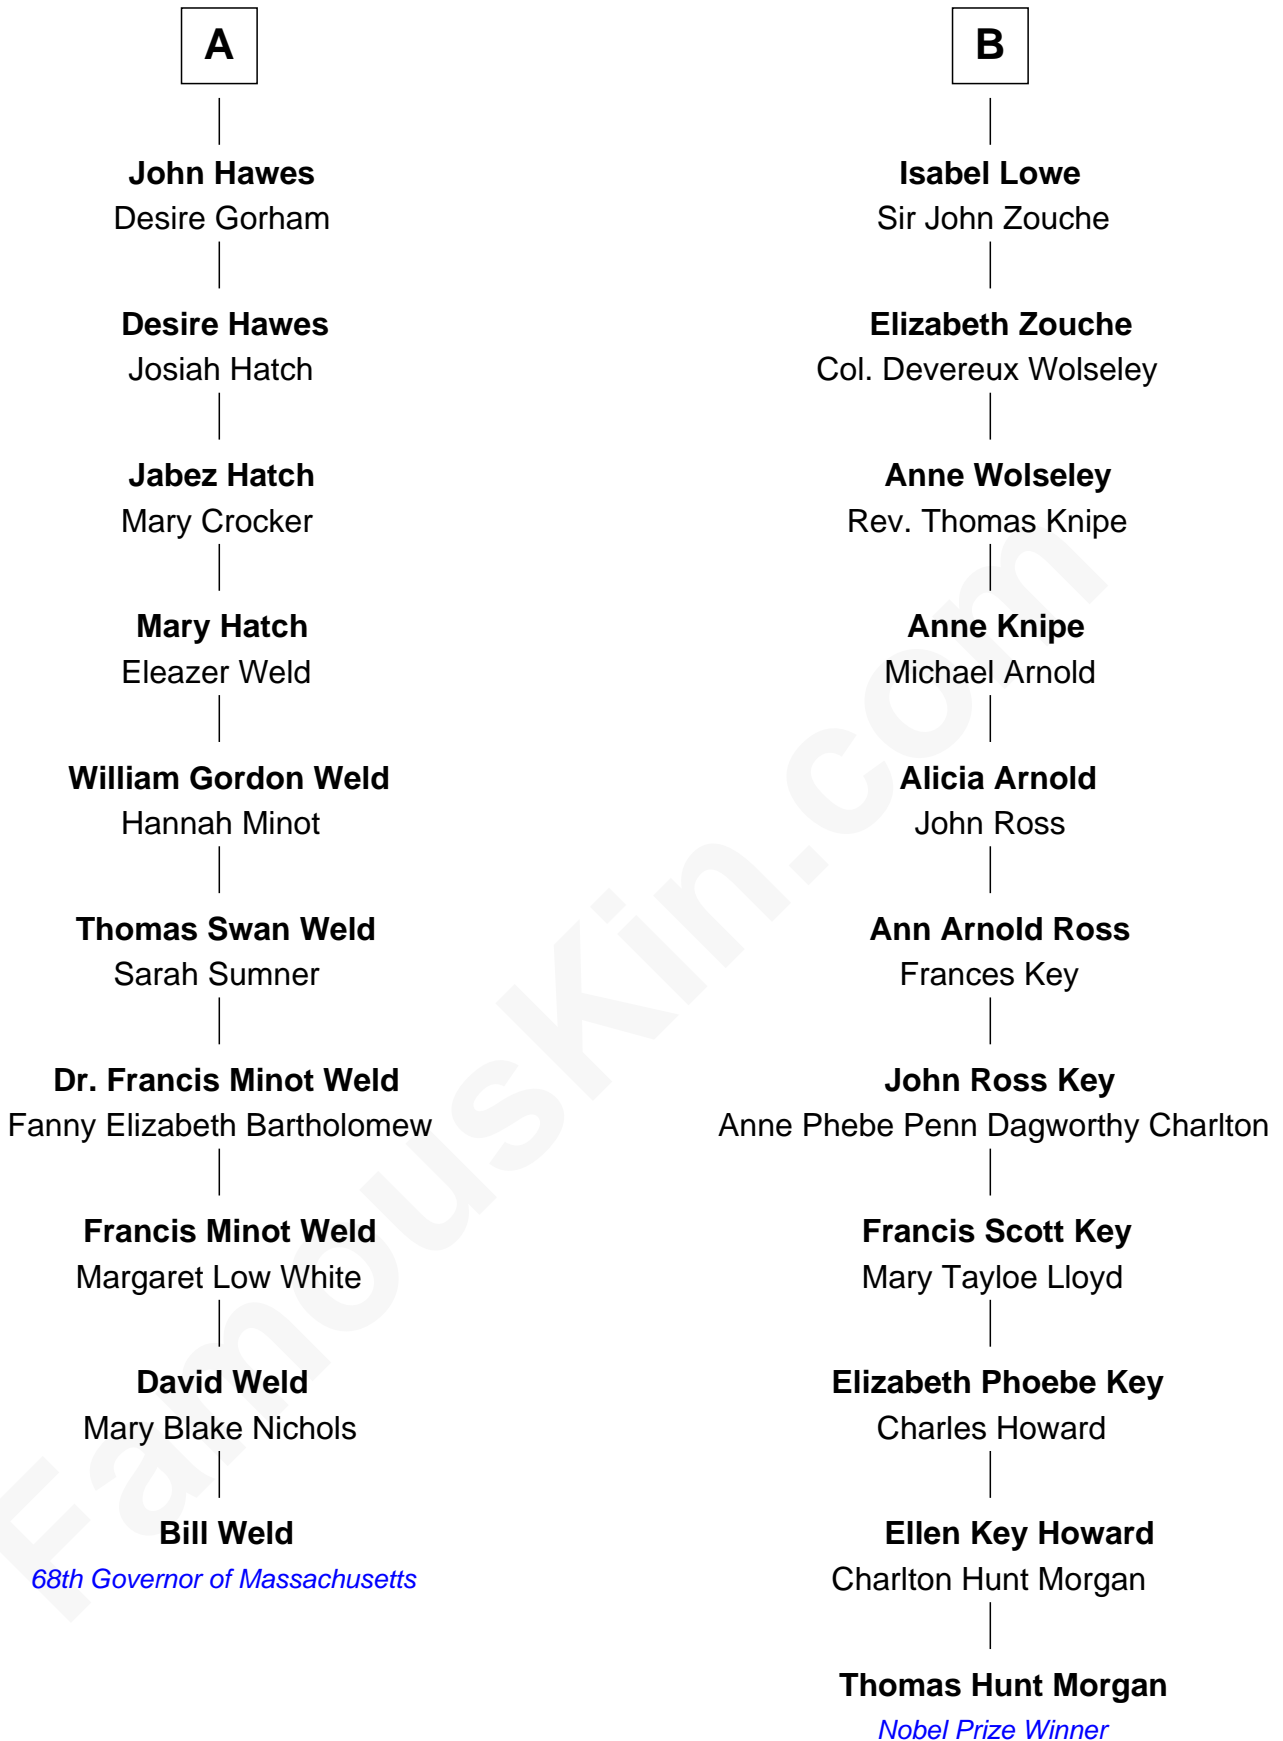 A
John Hawes
Desire Gorham
Desire Hawes
Josiah Hatch
Jabez Hatch
Mary Crocker
Mary Hatch
Eleazer Weld
William Gordon Weld
Hannah Minot
Thomas Swan Weld
Sarah Sumner
Dr. Francis Minot Weld
Fanny Elizabeth Bartholomew
Francis Minot Weld
Margaret Low White
David Weld
Mary Blake Nichols
Bill Weld
68th Governor of Massachusetts
B
Isabel Lowe
Sir John Zouche
Elizabeth Zouche
Col. Devereux Wolseley
Anne Wolseley
Rev. Thomas Knipe
Anne Knipe
Michael Arnold
Alicia Arnold
John Ross
Ann Arnold Ross
Frances Key
John Ross Key
Anne Phebe Penn Dagworthy Charlton
Francis Scott Key
Mary Tayloe Lloyd
Elizabeth Phoebe Key
Charles Howard
Ellen Key Howard
Charlton Hunt Morgan
Thomas Hunt Morgan
Nobel Prize Winner
FamousKin.com